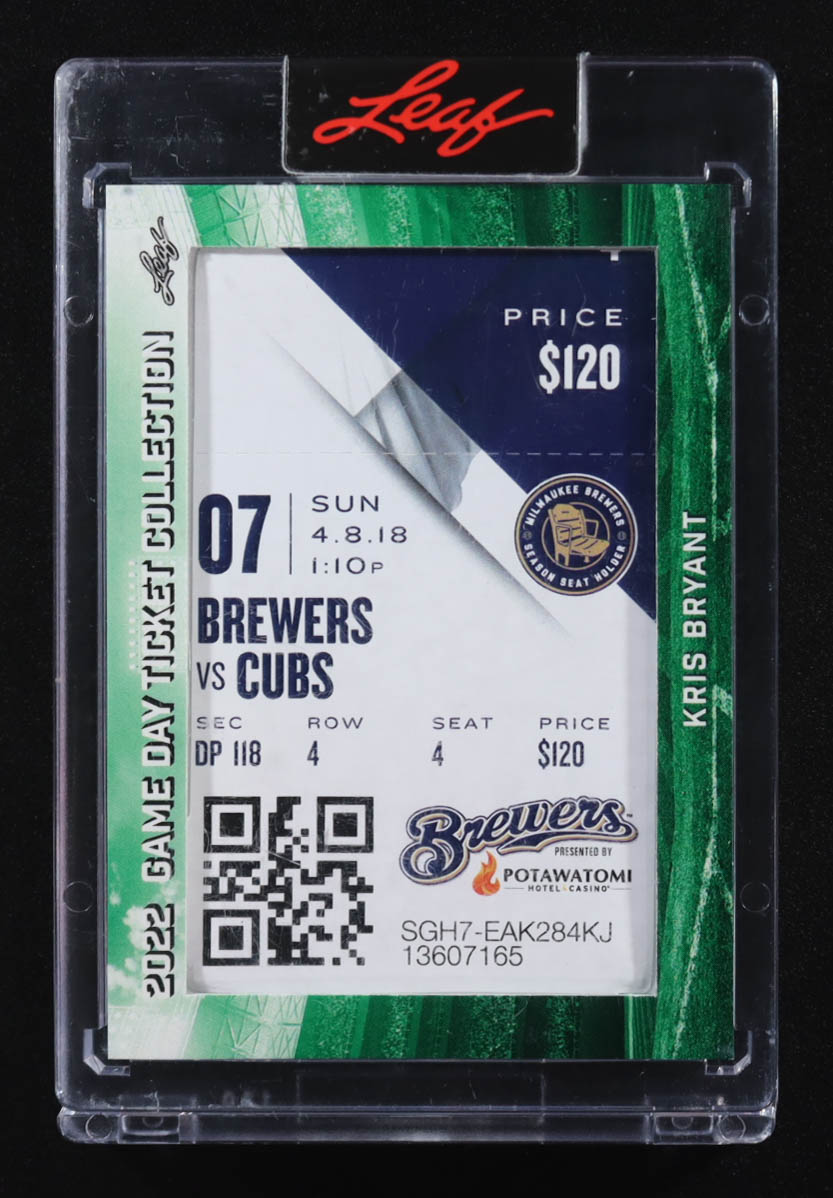 Leaf
Leaf
2022 GAME DAY TICKET COLLECTION
PRICE
$120
MILWAUKEE BREWERS
SEASON SEAT HOLDER
07
SUN
4.8.18
1:10P
BREWERS
VS CUBS
SEC ROW SEAT PRICE
DP 118 4 4 $120
Brewers™
PRESENTED BY
POTAWATOMI
HOTEL & CASINO
SGH7-EAK284KJ
13607165
KRIS BRYANT